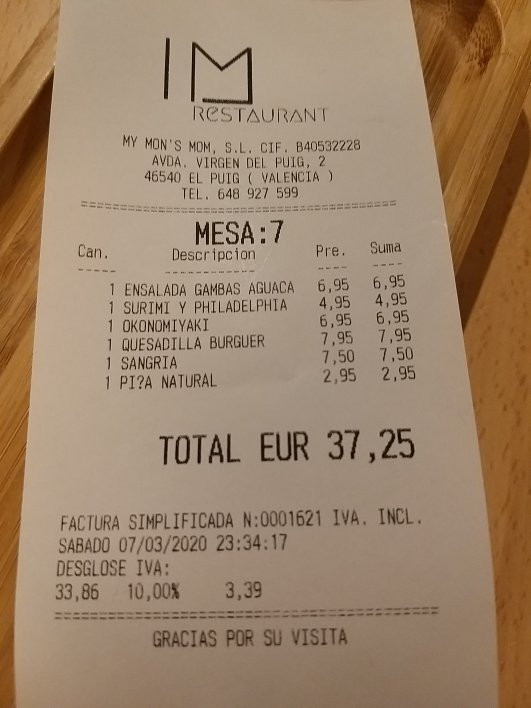 IM
RESTAURANT
MY MON'S MOM, S.L. CIF. B40532228
AVDA. VIRGEN DEL PUIG, 2
46540 EL PUIG ( VALENCIA )
TEL. 648 927 599
MESA:7
Can. Descripcion Pre. Suma
1 ENSALADA GAMBAS AGUACA 6,95 6,95
1 SURIMI Y PHILADELPHIA 4,95 4,95
1 OKONOMIYAKI 6,95 6,95
1 QUESADILLA BURGUER 7,95 7,95
1 SANGRIA 7,50 7,50
1 PI?A NATURAL 2,95 2,95
TOTAL EUR 37,25
FACTURA SIMPLIFICADA N:0001621 IVA. INCL.
SABADO 07/03/2020 23:34:17
DESGLOSE IVA:
33,86 10,00% 3,39
GRACIAS POR SU VISITA